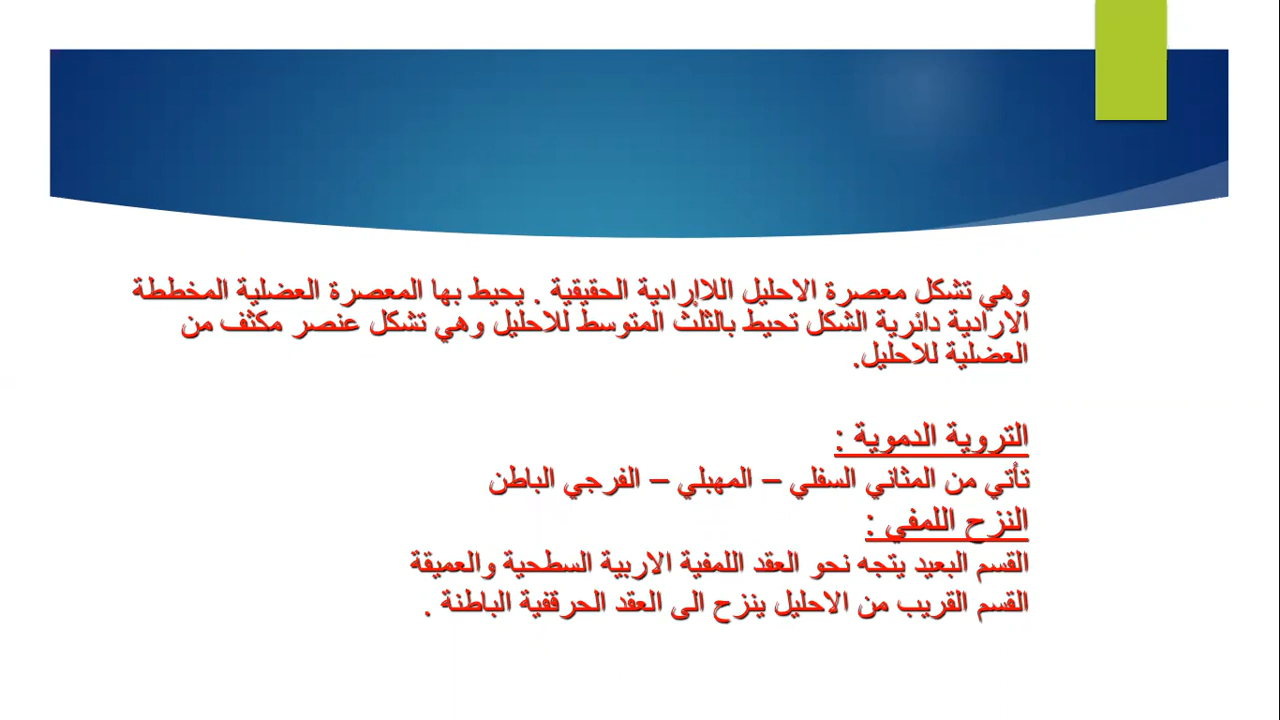 وهي تشكل معصرة الاحليل اللاإرادية الحقيقية . يحيط بها المعصرة العضلية المخططة
الارادية دائرية الشكل تحيط بالثلث المتوسط للاحليل وهي تشكل عنصر مكثف من
العضلية للاحليل.
التروية الدموية :
تأتي من المثاني السفلي – المهبلي – الفرجي الباطن
النزح اللمفي :
القسم البعيد يتجه نحو العقد اللمفية الاربية السطحية والعميقة
القسم القريب من الاحليل ينزح الى العقد الحرقفية الباطنة .